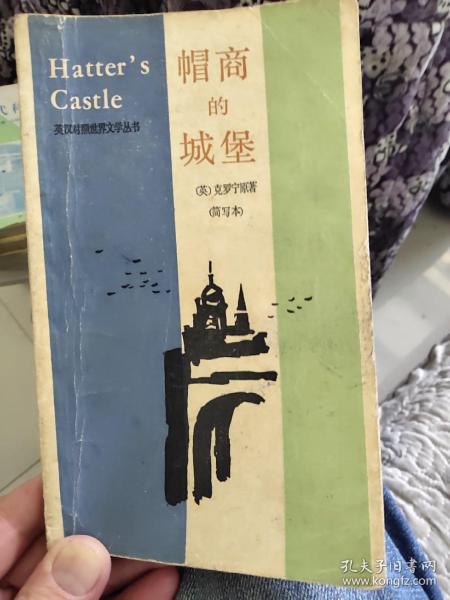 Hatter's
Castle
英汉对照世界文学丛书
帽商
的
城堡
(英)克罗宁原著
(简写本)
代
孔夫子旧书网
www.kongfz.com